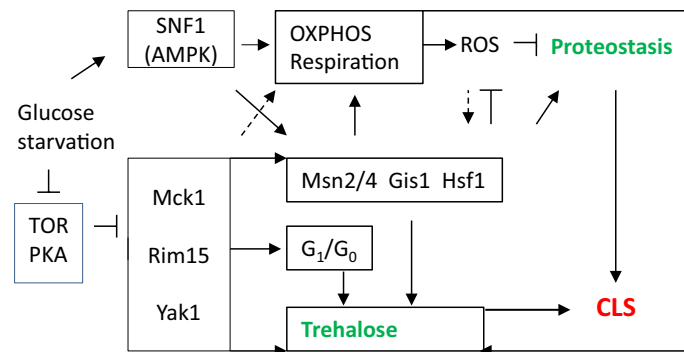 SNF1
(AMPK)
OXPHOS
Respiration
ROS
Proteostasis
Glucose
starvation
TOR
PKA
Mck1
Rim15
Yak1
Msn2/4 Gis1 Hsf1
G₁/G₀
Trehalose
CLS